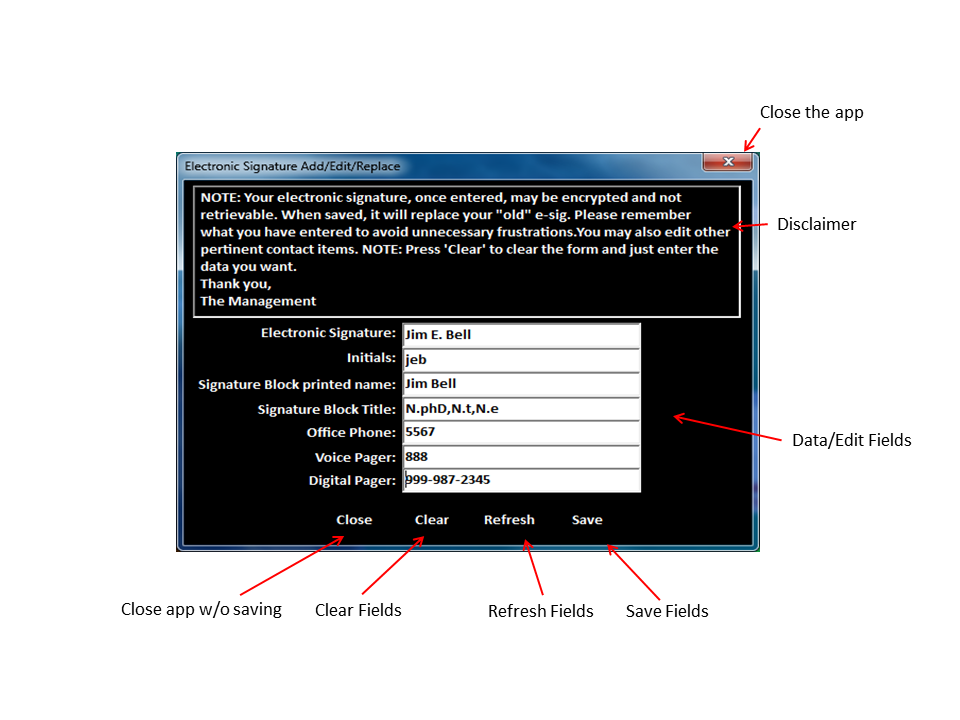 Close the app
Electronic Signature Add/Edit/Replace
X
NOTE: Your electronic signature, once entered, may be encrypted and not
retrievable. When saved, it will replace your "old" e-sig. Please remember
what you have entered to avoid unnecessary frustrations.You may also edit other
pertinent contact items. NOTE: Press 'Clear' to clear the form and just enter the
data you want.
Thank you,
The Management
Disclaimer
Electronic Signature: Jim E. Bell
Initials: jeb
Signature Block printed name: Jim Bell
Signature Block Title: N.phD,N.t,N.e
Office Phone: 5567
Voice Pager: 888
Digital Pager: 999-987-2345
Data/Edit Fields
Close Clear Refresh Save
Close app w/o saving Clear Fields Refresh Fields Save Fields